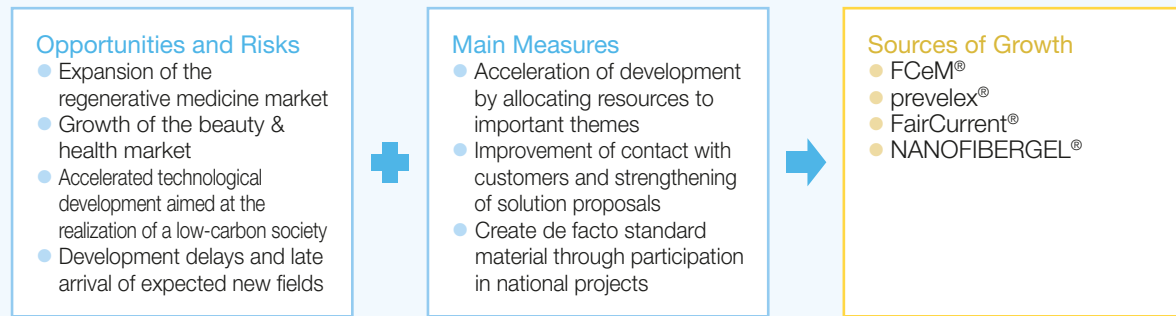 Opportunities and Risks
● Expansion of the
regenerative medicine market
● Growth of the beauty &
health market
● Accelerated technological
development aimed at the
realization of a low-carbon society
● Development delays and late
arrival of expected new fields
Main Measures
● Acceleration of development
by allocating resources to
important themes
● Improvement of contact with
customers and strengthening
of solution proposals
● Create de facto standard
material through participation
in national projects
Sources of Growth
● FCeM®
● prevelex®
● FairCurrent®
● NANOFIBERGEL®